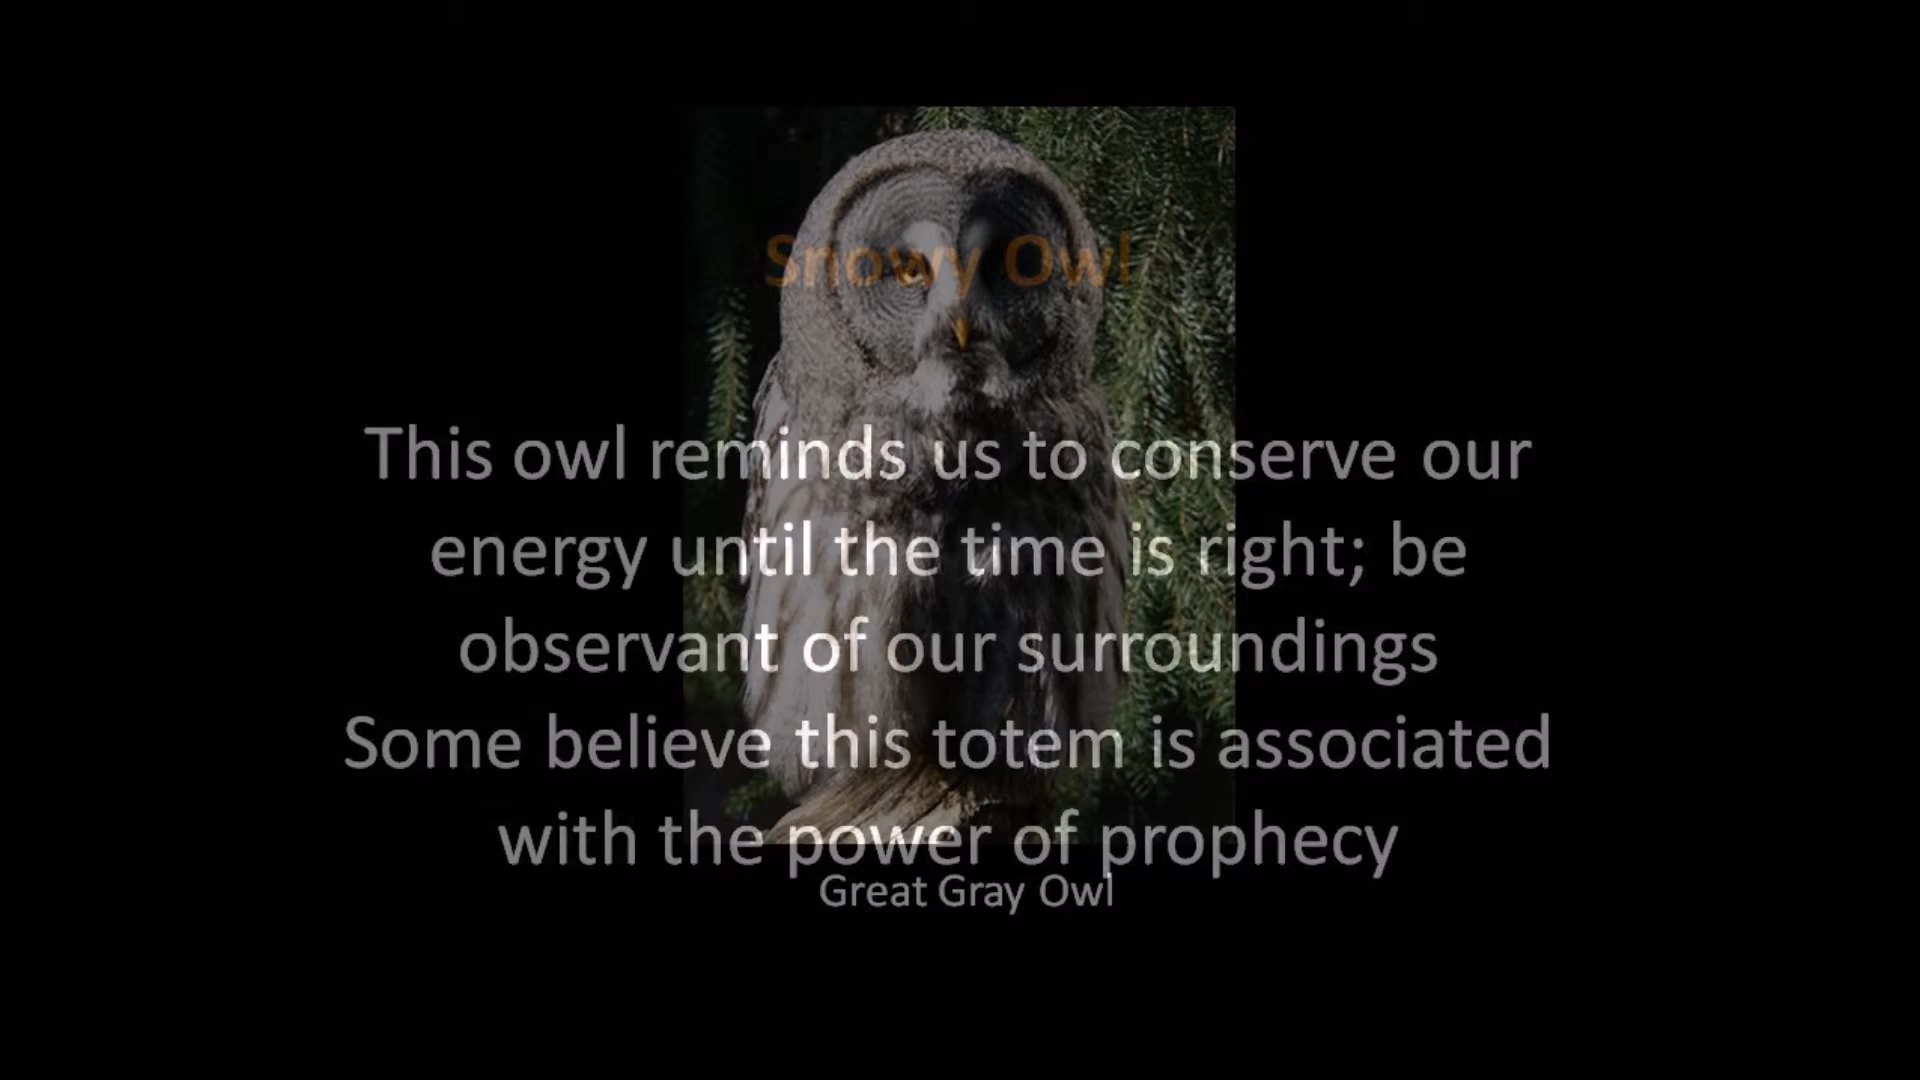 Snowy Owl
This owl reminds us to conserve our
energy until the time is right; be
observant of our surroundings
Some believe this totem is associated
with the power of prophecy
Great Gray Owl